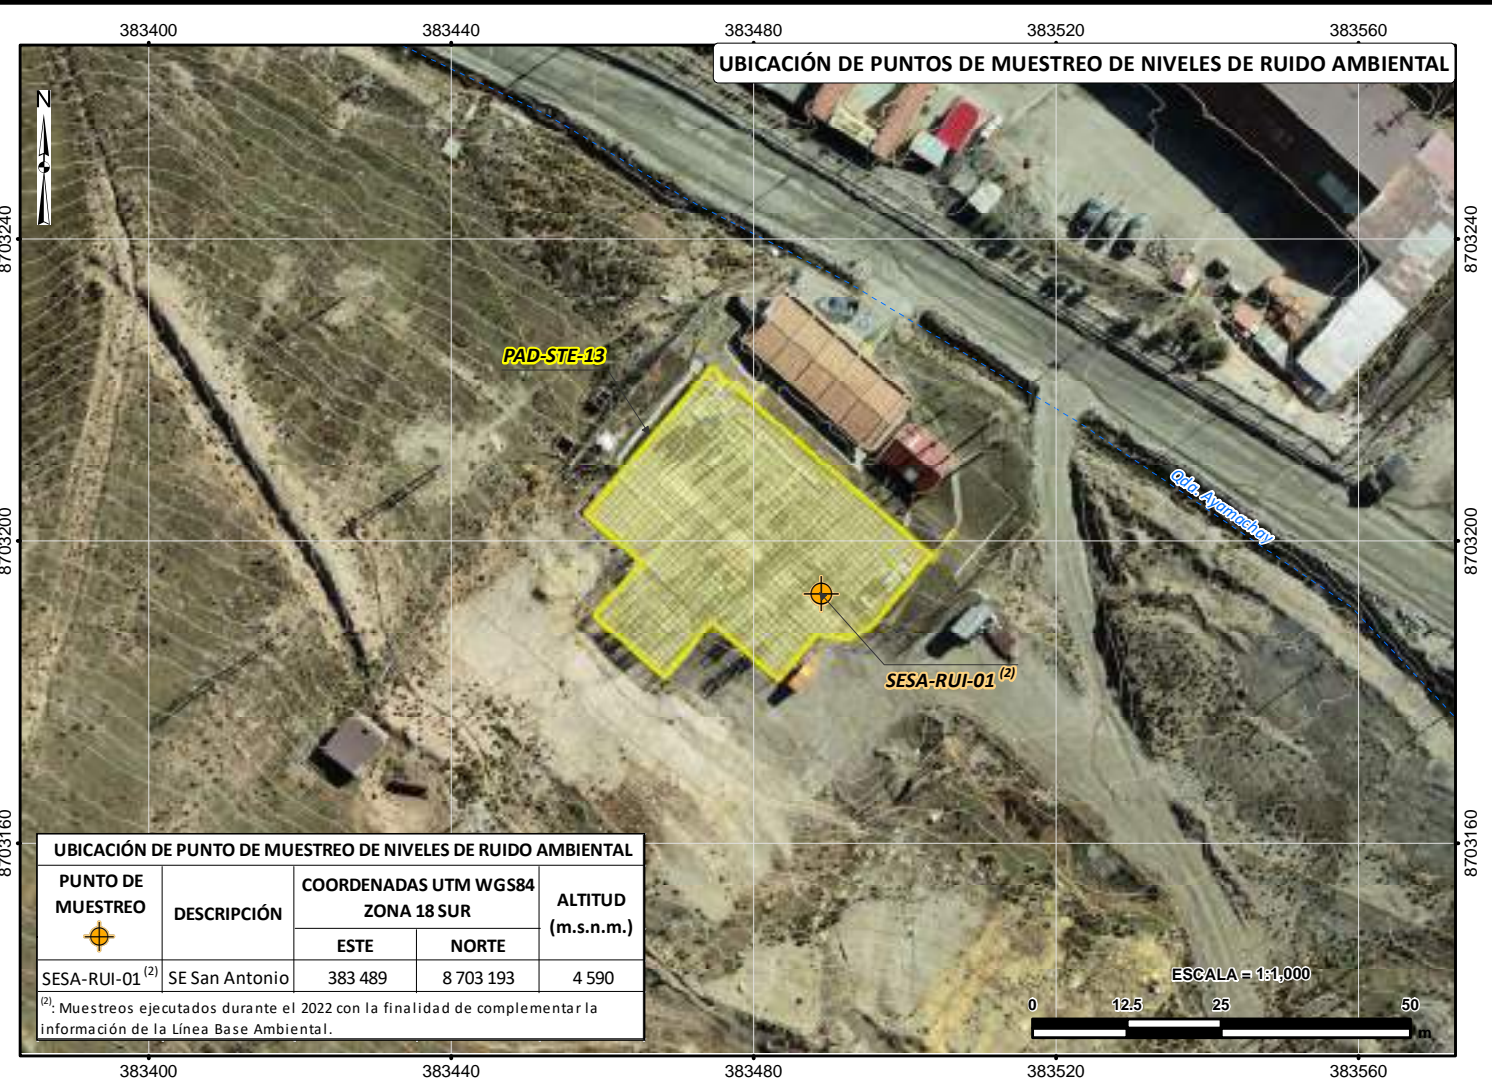 383400 383440 383480 383520 383560
UBICACIÓN DE PUNTOS DE MUESTREO DE NIVELES DE RUIDO AMBIENTAL
N
8703240 8703240
PAD-STE-13
Qda. Ayamachay
8703200 8703200
SESA-RUI-01 (2)
8703160 8703160
UBICACIÓN DE PUNTO DE MUESTREO DE NIVELES DE RUIDO AMBIENTAL
PUNTO DE
MUESTREO
DESCRIPCIÓN
COORDENADAS UTM WGS84
ZONA 18 SUR
ALTITUD
(m.s.n.m.)
ESTE NORTE
SESA-RUI-01 (2) SE San Antonio 383 489 8 703 193 4 590
(2): Muestreos ejecutados durante el 2022 con la finalidad de complementar la
información de la Línea Base Ambiental.
ESCALA = 1:1,000
0 12.5 25 50
m
383400 383440 383480 383520 383560